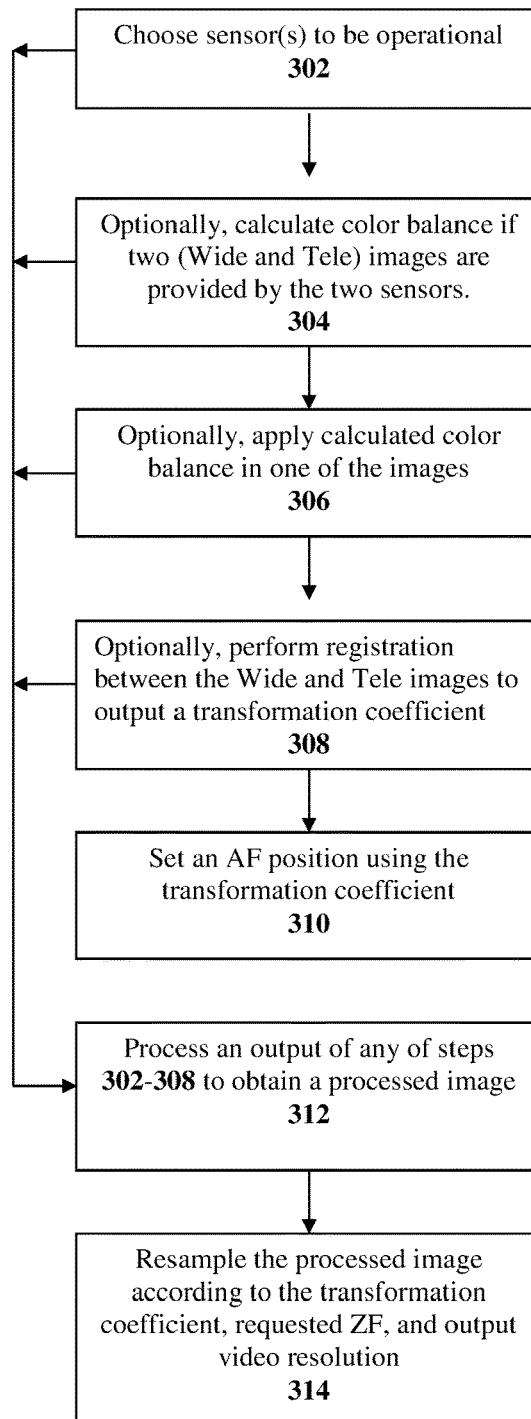 Choose sensor(s) to be operational
302
Optionally, calculate color balance if
two (Wide and Tele) images are
provided by the two sensors.
304
Optionally, apply calculated color
balance in one of the images
306
Optionally, perform registration
between the Wide and Tele images to
output a transformation coefficient
308
Set an AF position using the
transformation coefficient
310
Process an output of any of steps
302-308 to obtain a processed image
312
Resample the processed image
according to the transformation
coefficient, requested ZF, and output
video resolution
314